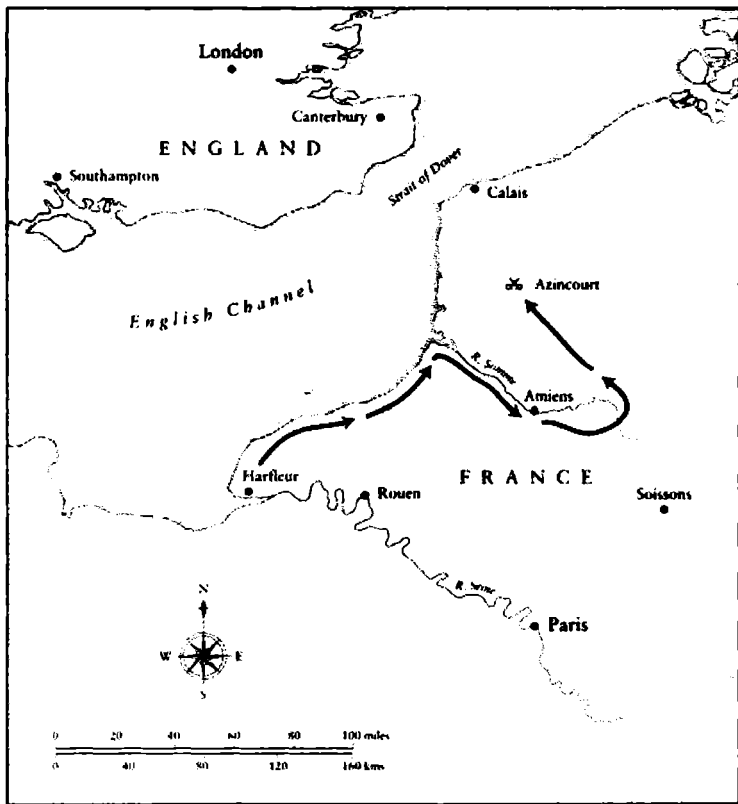 London
Canterbury
ENGLAND
Southampton
Strait of Dover
Calais
English Channel
Azincourt
R. Somme
Amiens
Harfleur
FRANCE
Rouen
Soissons
R. Seine
Paris
N
W E
S
0 20 40 60 80 100 miles
0 40 80 120 160 kms